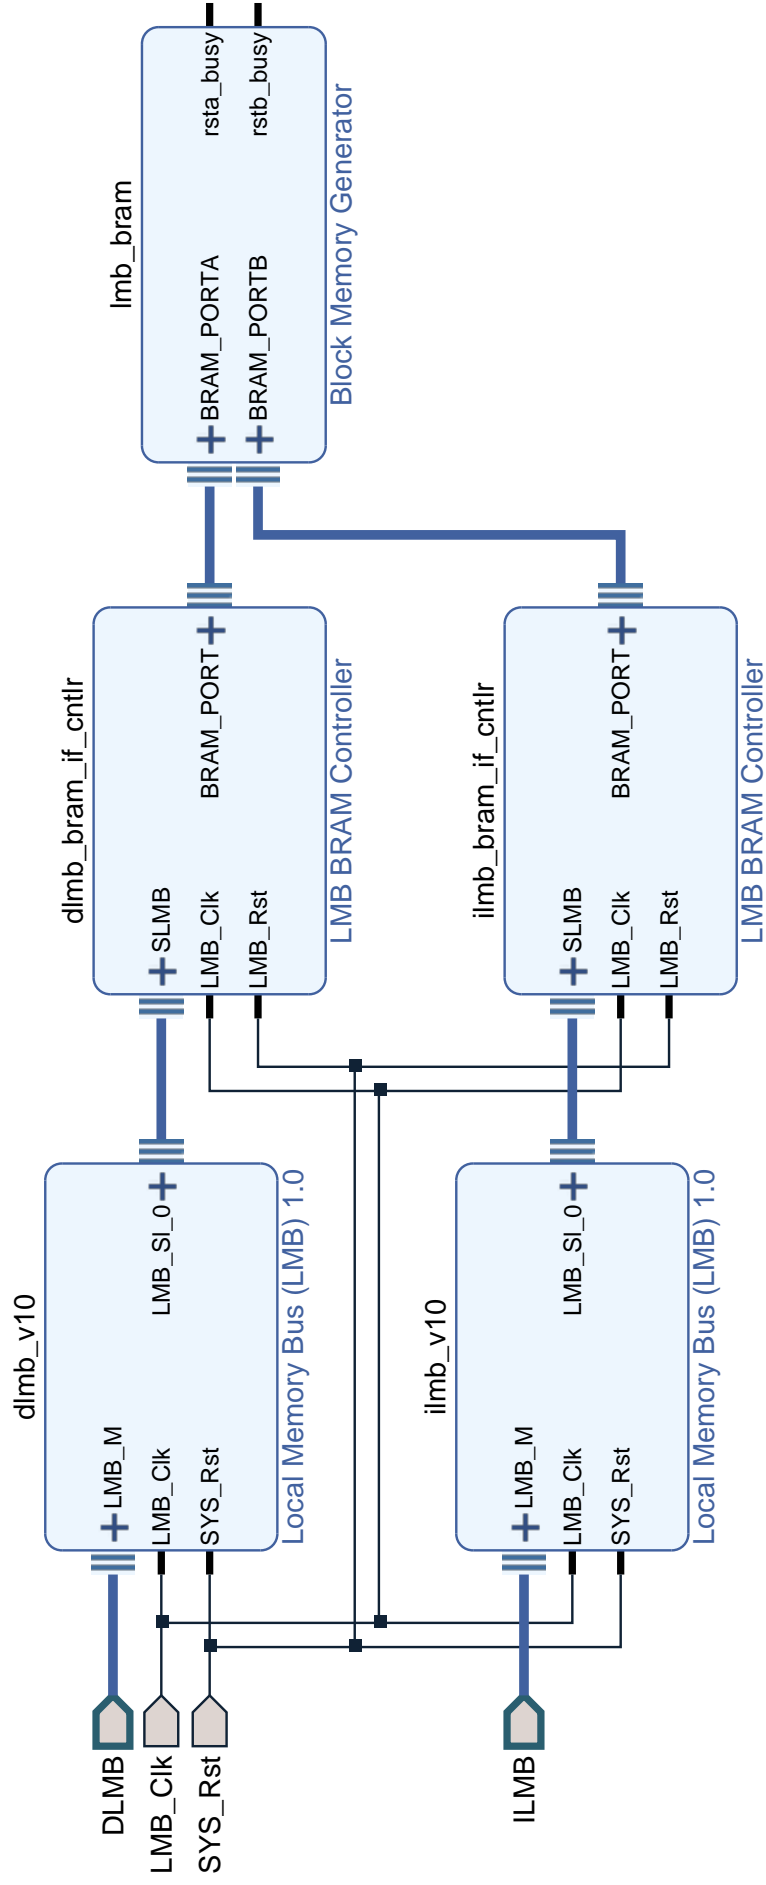 DLMB
LMB_Clk
SYS_Rst
ILMB
dlmb_v10
LMB_M
LMB_Clk
SYS_Rst
LMB_Sl_0
Local Memory Bus (LMB) 1.0
ilmb_v10
LMB_M
LMB_Clk
SYS_Rst
LMB_Sl_0
Local Memory Bus (LMB) 1.0
dlmb_bram_if_cntlr
SLMB
LMB_Clk
LMB_Rst
BRAM_PORT
LMB BRAM Controller
ilmb_bram_if_cntlr
SLMB
LMB_Clk
LMB_Rst
BRAM_PORT
LMB BRAM Controller
lmb_bram
BRAM_PORTA
BRAM_PORTB
rsta_busy
rstb_busy
Block Memory Generator